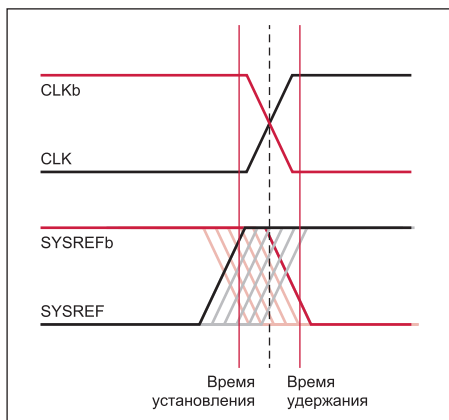 CLKb
CLK
SYSREFb
SYSREF
Время
установления
Время
удержания